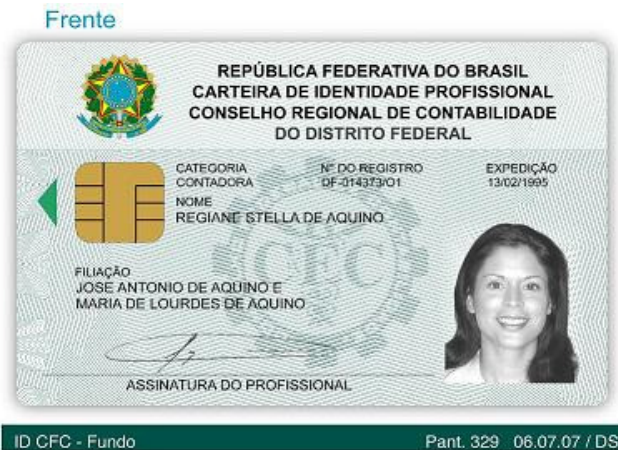 Frente
REPÚBLICA FEDERATIVA DO BRASIL
CARTEIRA DE IDENTIDADE PROFISSIONAL
CONSELHO REGIONAL DE CONTABILIDADE
DO DISTRITO FEDERAL
CATEGORIA Nº DO REGISTRO EXPEDIÇÃO
CONTADORA DF-014373/O1 13/02/1995
NOME
REGIANE STELLA DE AQUINO
CFC
FILIAÇÃO
JOSE ANTONIO DE AQUINO E
MARIA DE LOURDES DE AQUINO
ASSINATURA DO PROFISSIONAL
ID CFC - Fundo Pant. 329 06.07.07 / DS